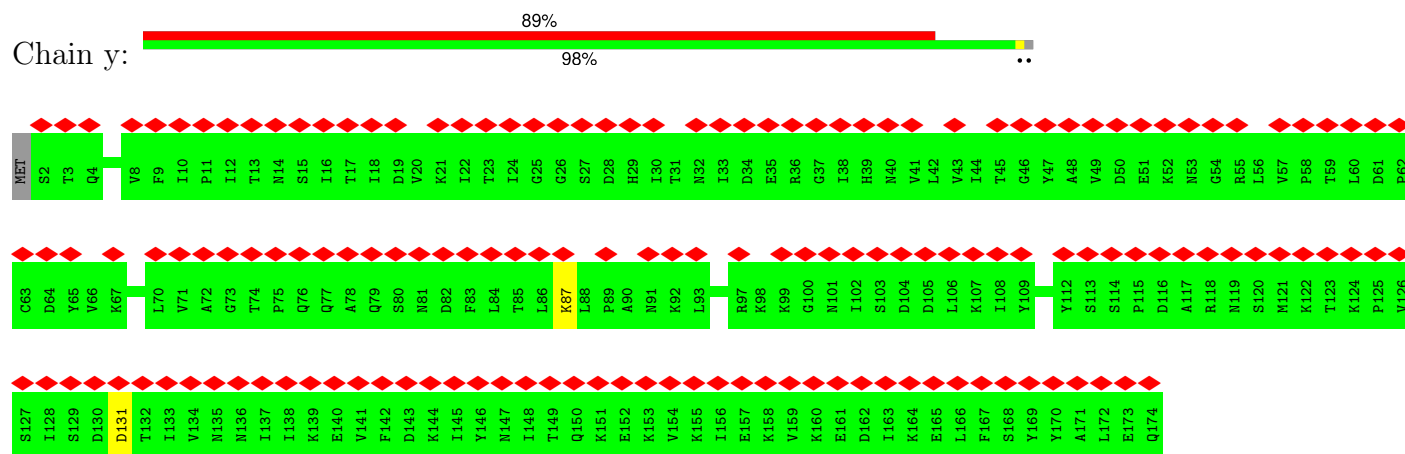 89%
Chain y:
98%
••
MET S2 T3 Q4 V8 F9 I10 P11 I12 T13 N14 S15 I16 T17 I18 D19 V20 K21 I22 T23 I24 G25 G26 S27 D28 H29 I30 T31 N32 I33 D34 E35 R36 G37 I38 H39 N40 V41 L42 V43 I44 T45 G46 Y47 A48 V49 D50 E51 K52 N53 G54 R55 L56 V57 P58 T59 L60 D61 P62
C63 D64 Y65 V66 K67 L70 V71 A72 G73 T74 P75 Q76 Q77 A78 Q79 S80 N81 D82 F83 L84 T85 L86 K87 L88 P89 A90 N91 K92 L93 R97 K98 K99 G100 N101 I102 S103 D104 D105 L106 K107 I108 Y109 Y112 S113 S114 P115 D116 A117 R118 N119 S120 M121 K122 T123 K124 P125 V126
S127 I128 S129 D130 D131 T132 I133 V134 N135 N136 I137 I138 K139 E140 V141 F142 D143 K144 I145 Y146 N147 I148 T149 Q150 K151 E152 K153 V154 K155 I156 E157 K158 V159 K160 E161 D162 I163 K164 E165 L166 F167 S168 Y169 Y170 A171 L172 E173 Q174